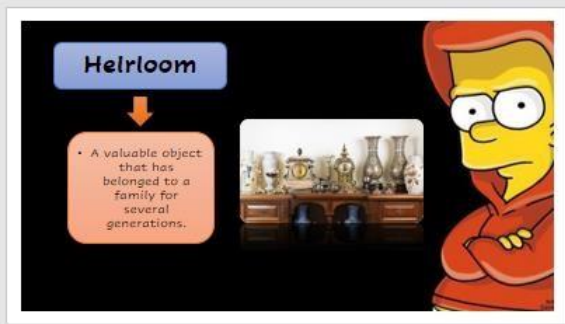 Heirloom
• A valuable object
that has
belonged to a
family for
several
generations.